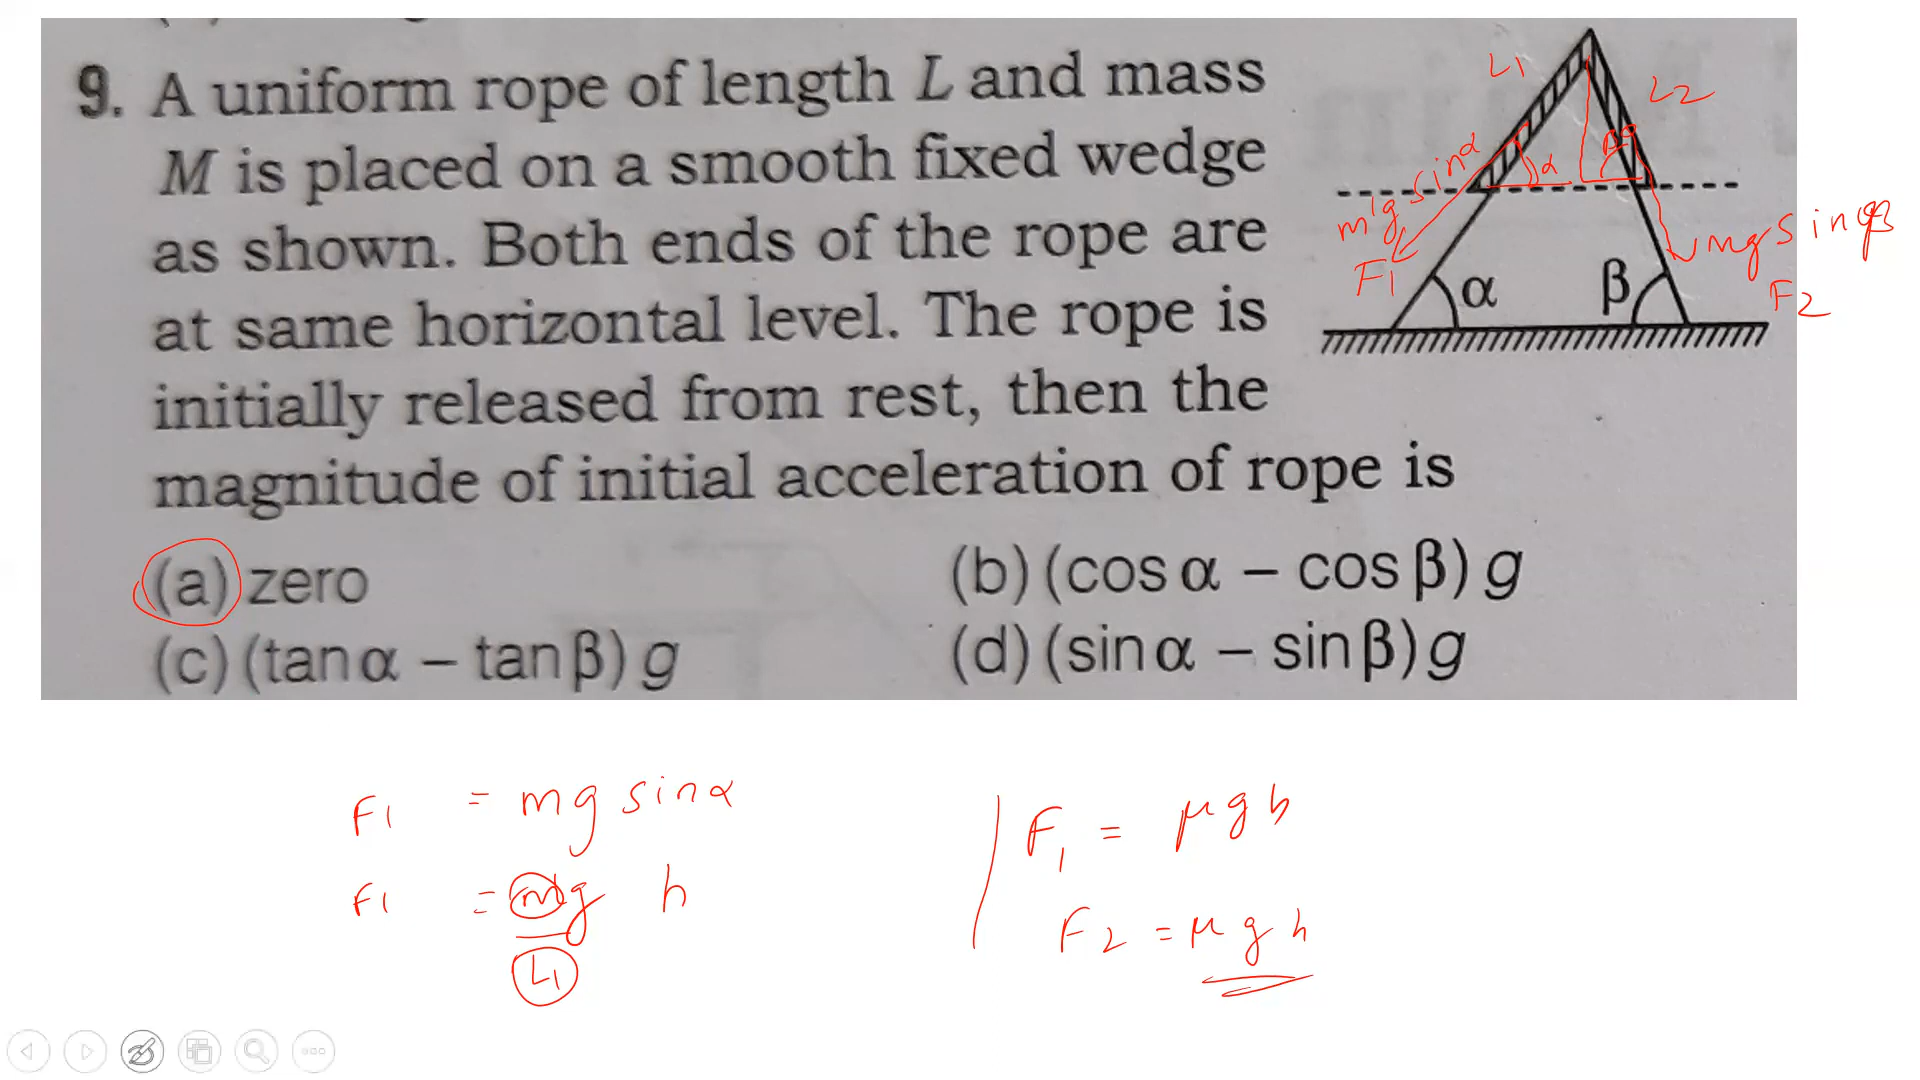 9. A uniform rope of length L and mass
M is placed on a smooth fixed wedge
as shown. Both ends of the rope are
at same horizontal level. The rope is
initially released from rest, then the
magnitude of initial acceleration of rope is
(a) zero
(b) (cos α – cos β) g
(c) (tan α – tan β) g
(d) (sin α – sin β) g
L1
L2
α
m'g sinα
F1
mg sin β
F2
α
β
F1 = mg sinα
F1 = mg h
L1
F1 = μgh
F2 = μgh